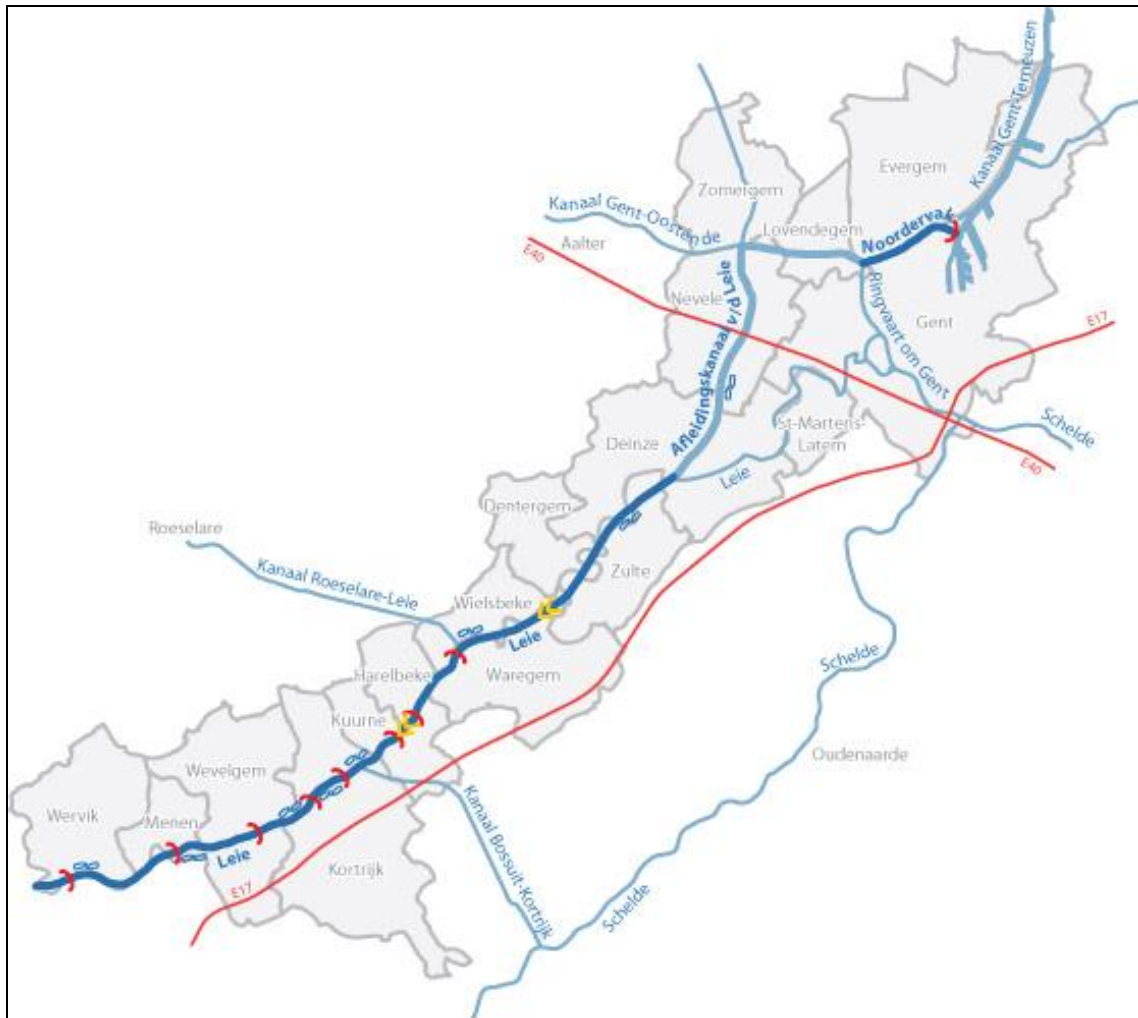 Kanaal Gent-Terneuzen
Evergem
Zomergem
Kanaal Gent-Oostende
Lovendegem
Noordervak
Aalter
E40
Nevele
Afleidingskanaal v/d Leie
Ringvaart om Gent
Gent
E17
Schelde
St-Martens-
Latem
Deinze
E40
Leie
Dentergem
Roeselare
Kanaal Roeselare-Leie
Zulte
Wielsbeke
Leie
Schelde
Harelbeke
Waregem
Kuurne
Oudenaarde
Wevelgem
Wervik
Menen
Leie
Kortrijk
E17
Kanaal Bossuit-Kortrijk
Schelde